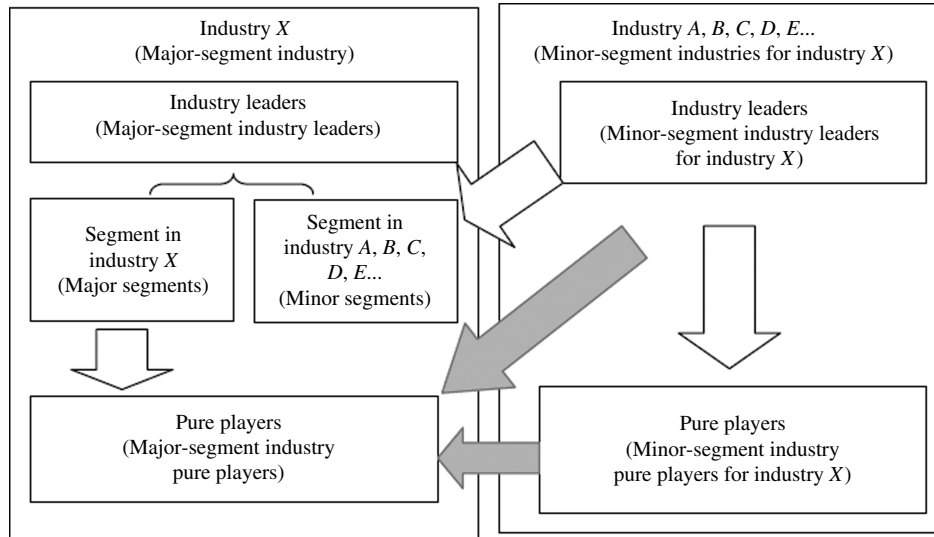 Industry X
(Major-segment industry)
Industry leaders
(Major-segment industry leaders)
Segment in
industry X
(Major segments)
Segment in
industry A, B, C,
D, E...
(Minor segments)
Pure players
(Major-segment industry
pure players)
Industry A, B, C, D, E...
(Minor-segment industries for industry X)
Industry leaders
(Minor-segment industry leaders
for industry X)
Pure players
(Minor-segment industry
pure players for industry X)